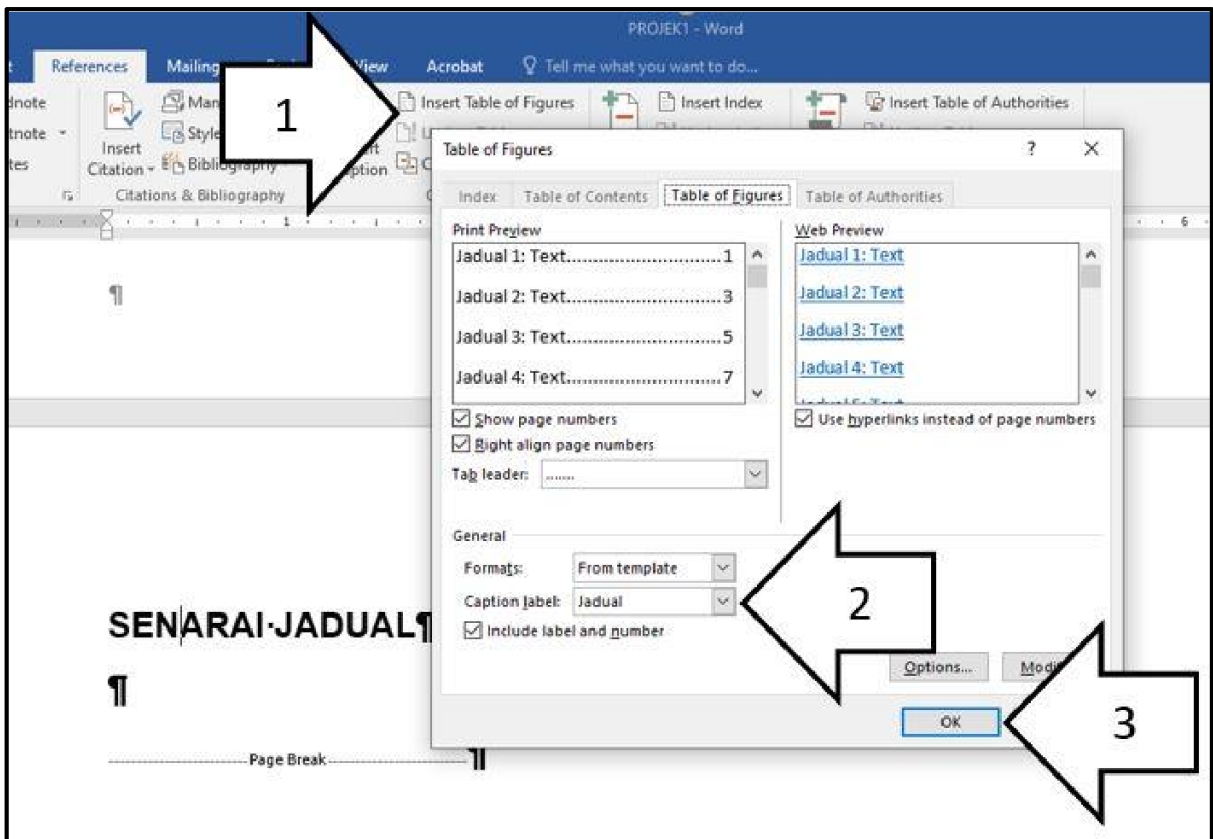 PROJEK1 - Word
References Mailing View Acrobat Tell me what you want to do...
1
Insert Table of Figures
Insert Index
Insert Table of Authorities
Insert
Citation
Style
Bibliography
Citations & Bibliography
1
6
Table of Figures ? X
Index Table of Contents Table of Figures Table of Authorities
Print Preview
Jadual 1: Text.............................1
Jadual 2: Text.............................3
Jadual 3: Text.............................5
Jadual 4: Text.............................7
Web Preview
Jadual 1: Text
Jadual 2: Text
Jadual 3: Text
Jadual 4: Text
Show page numbers
Right align page numbers
Tab leader: .......
Use hyperlinks instead of page numbers
General
Formats: From template
Caption label: Jadual
Include label and number
2
Options...
OK
3
SENARAI·JADUAL¶
¶
Page Break¶